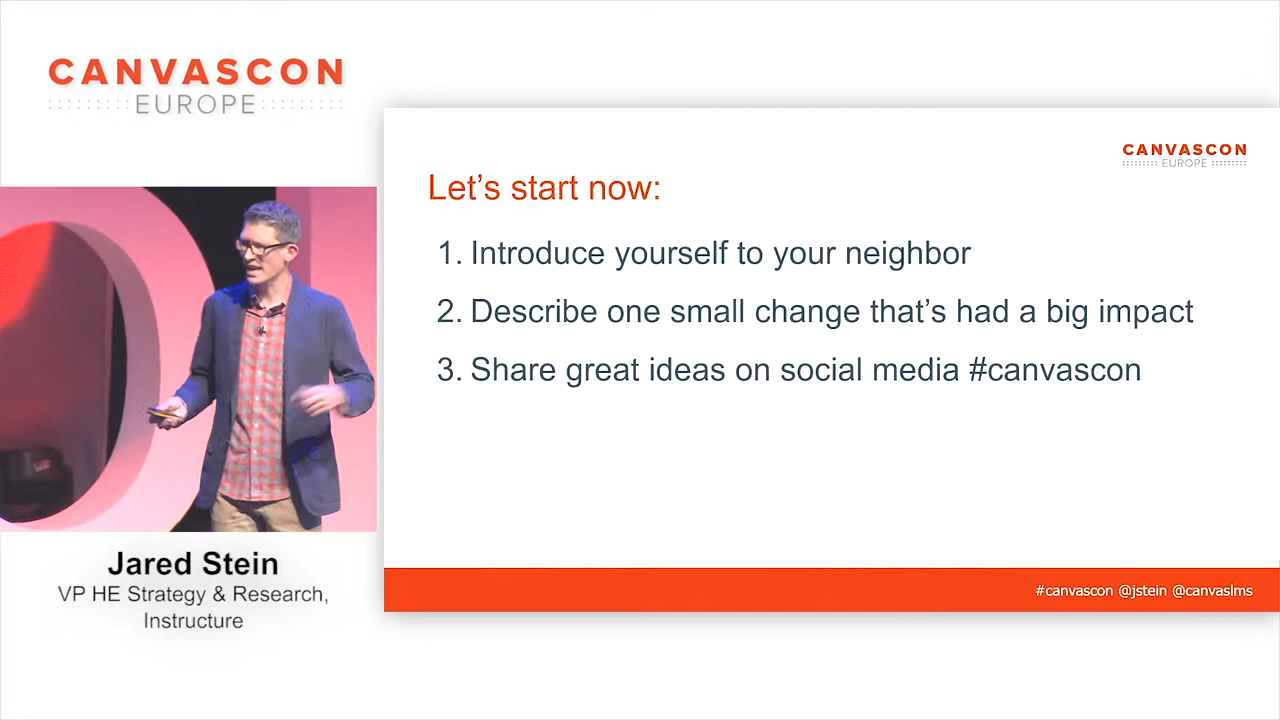 CANVASCON
EUROPE
CANVASCON
EUROPE
Let's start now:
1. Introduce yourself to your neighbor
2. Describe one small change that's had a big impact
3. Share great ideas on social media #canvascon
#canvascon @jstein @canvaslms
Jared Stein
VP HE Strategy & Research,
Instructure